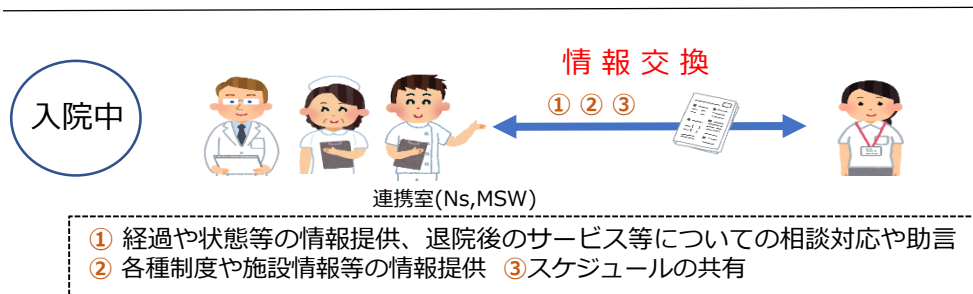 情報交換
①②③
入院中
連携室(Ns,MSW)
① 経過や状態等の情報提供、退院後のサービス等についての相談対応や助言
② 各種制度や施設情報等の情報提供 ③スケジュールの共有